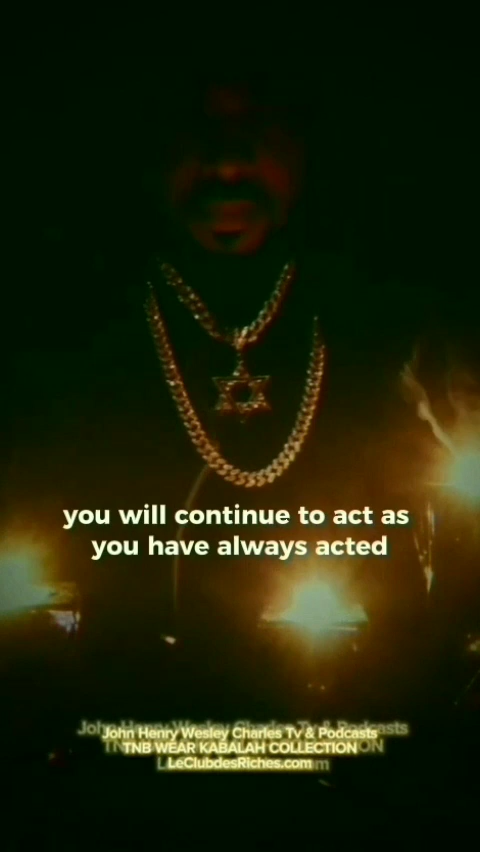 you will continue to act as
you have always acted
John Henry Wesley Charles Tv & Podcasts
TNB WEAR KABALAH COLLECTION
LeClubdesRiches.com